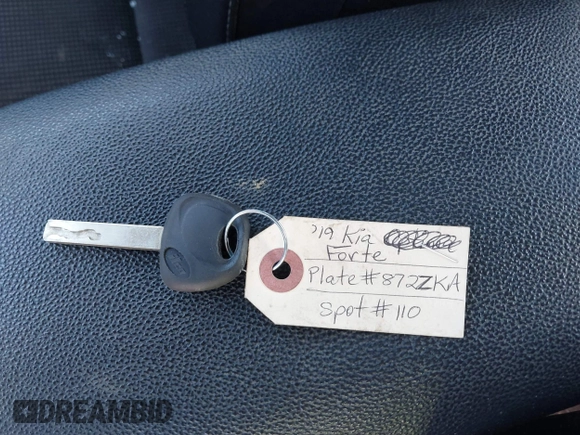 '19 Kia
Forte
Plate # 872ZKA
Spot # 110
DREAMBID